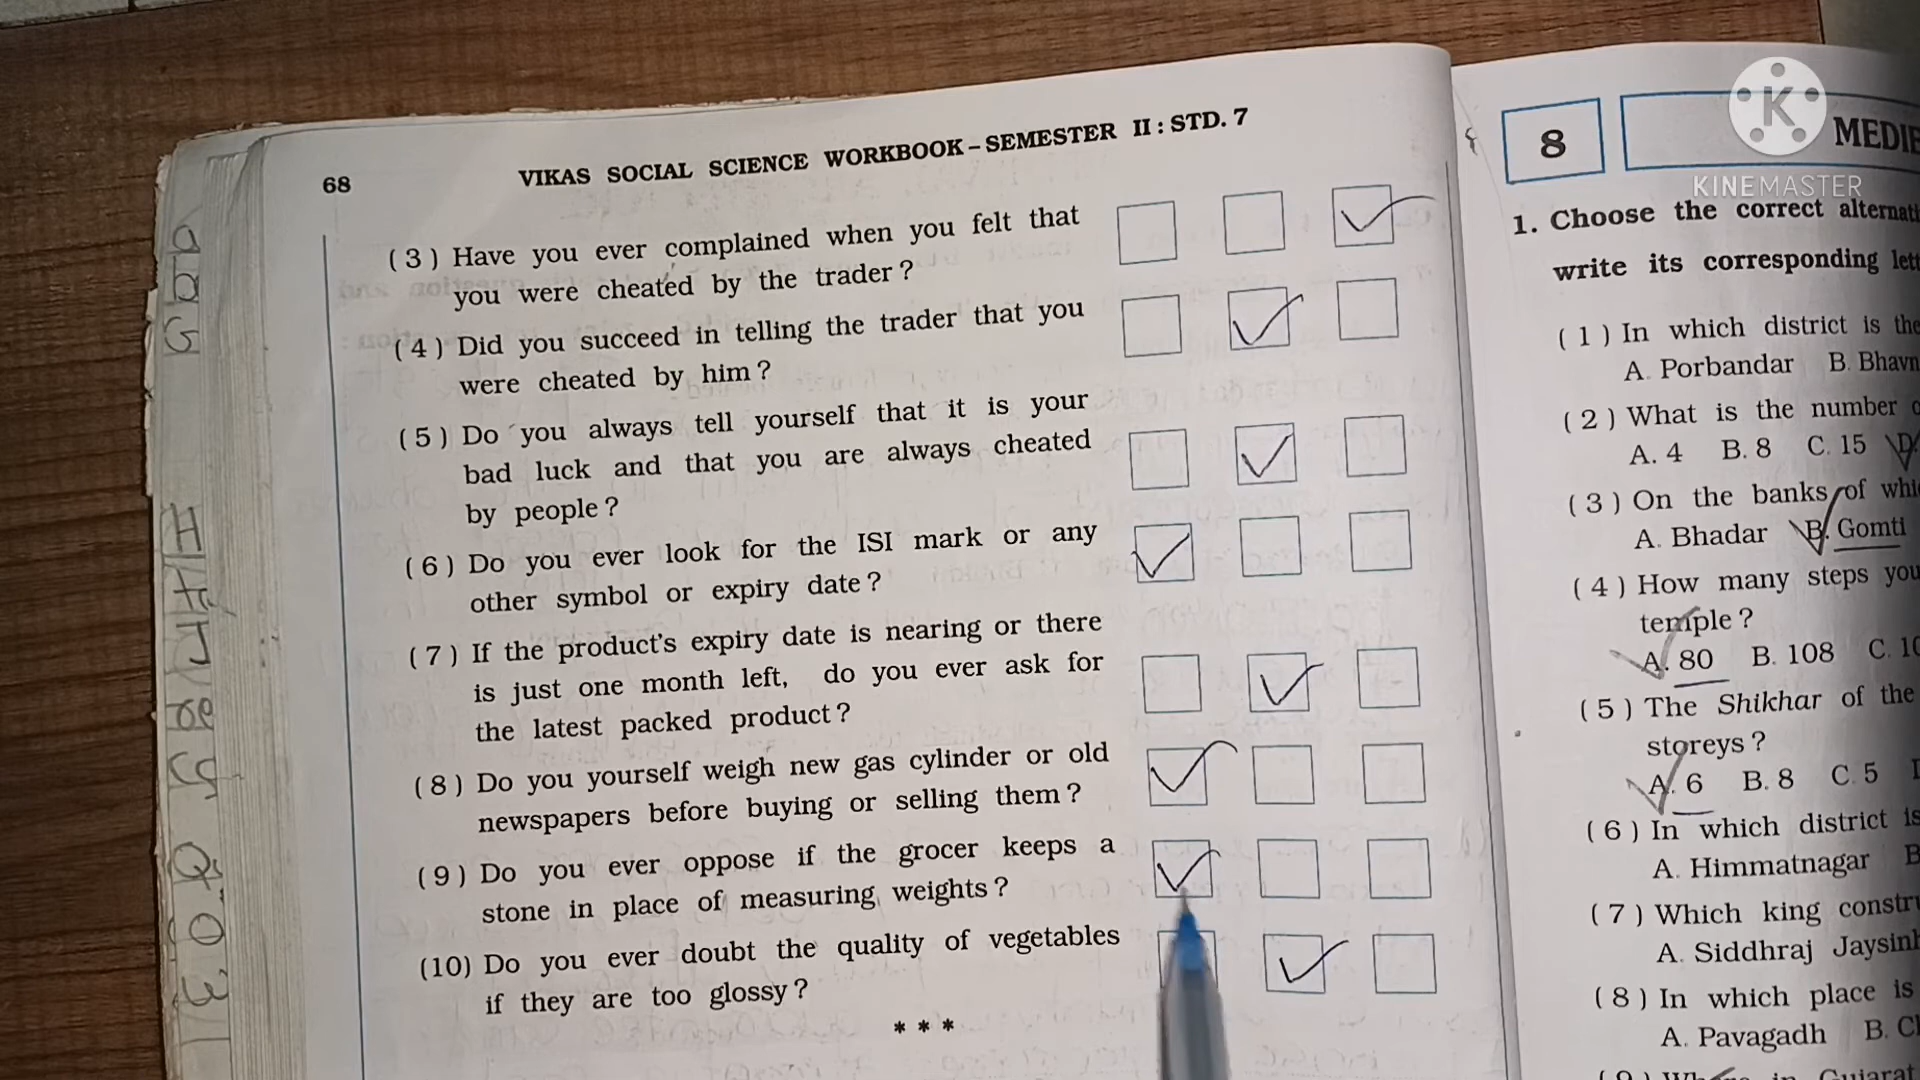 68
VIKAS SOCIAL SCIENCE WORKBOOK – SEMESTER II : STD. 7
( 3 ) Have you ever complained when you felt that
you were cheated by the trader ?
( 4 ) Did you succeed in telling the trader that you
were cheated by him ?
( 5 ) Do you always tell yourself that it is your
bad luck and that you are always cheated
by people ?
( 6 ) Do you ever look for the ISI mark or any
other symbol or expiry date ?
( 7 ) If the product's expiry date is nearing or there
is just one month left, do you ever ask for
the latest packed product ?
( 8 ) Do you yourself weigh new gas cylinder or old
newspapers before buying or selling them ?
( 9 ) Do you ever oppose if the grocer keeps a
stone in place of measuring weights ?
(10) Do you ever doubt the quality of vegetables
if they are too glossy ?
* * *
8
KINEMASTER
1. Choose the correct
write its corresponding
( 1 ) In which district is the
A. Porbandar B.
( 2 ) What is the number
A. 4 B. 8 C. 15 D.
( 3 ) On the banks of
A. Bhadar B. Gomti
( 4 ) How many steps you
temple ?
A. 80 B. 108 C.
( 5 ) The Shikhar of the
storeys ?
A. 6 B. 8 C. 5
( 6 ) In which district is
A. Himmatnagar B
( 7 ) Which king
A. Siddhraj
( 8 ) In which place is
A. Pavagadh B.
in Gujarat